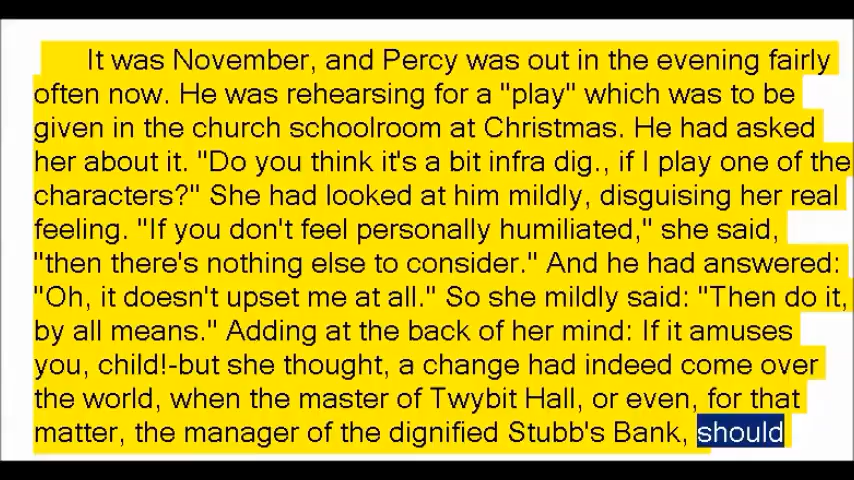 It was November, and Percy was out in the evening fairly
often now. He was rehearsing for a "play" which was to be
given in the church schoolroom at Christmas. He had asked
her about it. "Do you think it's a bit infra dig., if I play one of the
characters?" She had looked at him mildly, disguising her real
feeling. "If you don't feel personally humiliated," she said,
"then there's nothing else to consider." And he had answered:
"Oh, it doesn't upset me at all." So she mildly said: "Then do it,
by all means." Adding at the back of her mind: If it amuses
you, child!-but she thought, a change had indeed come over
the world, when the master of Twybit Hall, or even, for that
matter, the manager of the dignified Stubb's Bank, should